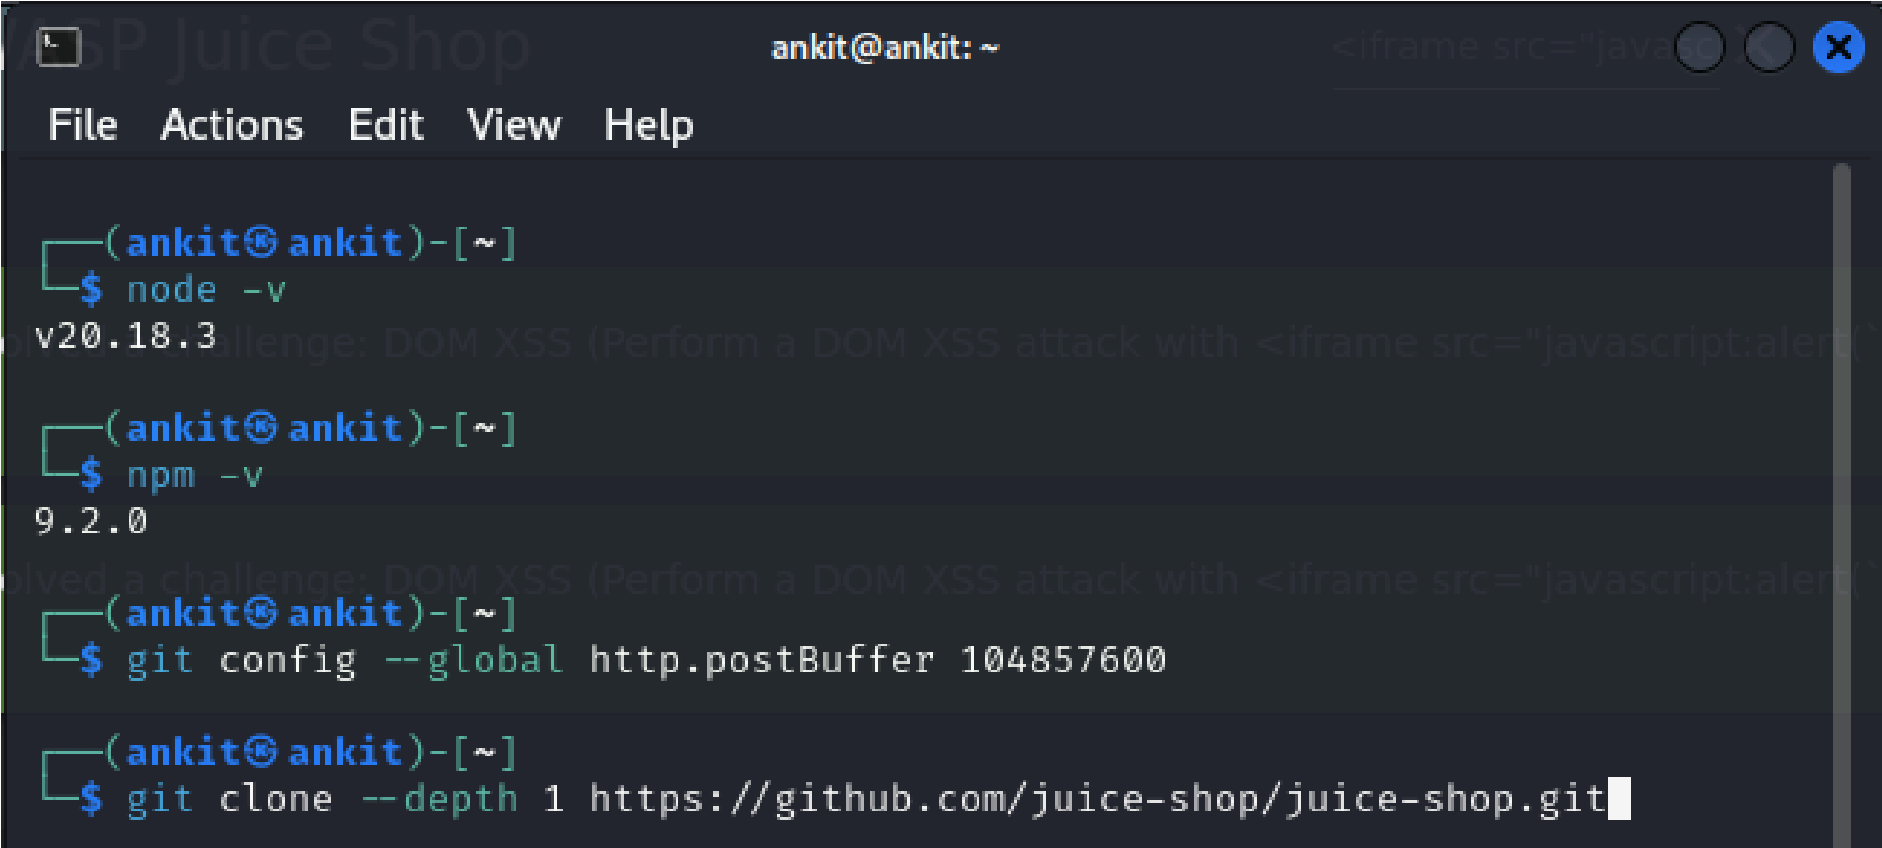 ankit@ankit: ~
File Actions Edit View Help
┌──(ankit㉿ankit)-[~]
└─$ node -v
v20.18.3
┌──(ankit㉿ankit)-[~]
└─$ npm -v
9.2.0
┌──(ankit㉿ankit)-[~]
└─$ git config --global http.postBuffer 104857600
┌──(ankit㉿ankit)-[~]
└─$ git clone --depth 1 https://github.com/juice-shop/juice-shop.git